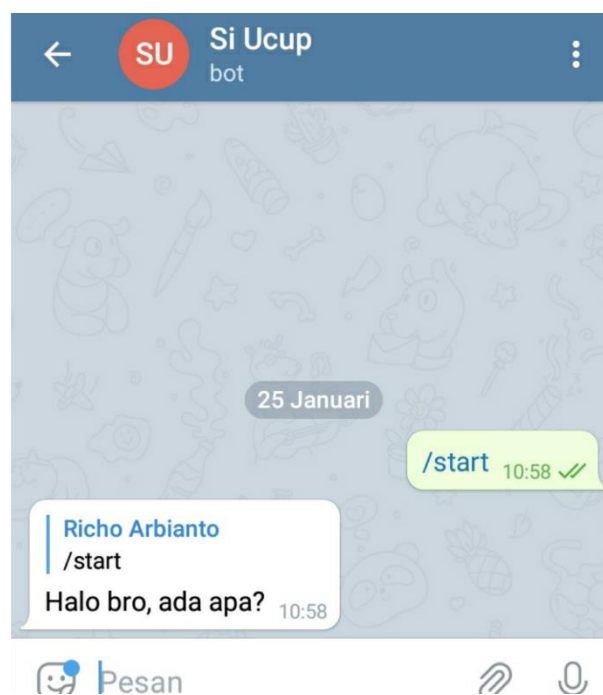 SU
Si Ucup
bot
25 Januari
/start 10:58
Richo Arbianto
/start
Halo bro, ada apa? 10:58
Pesan